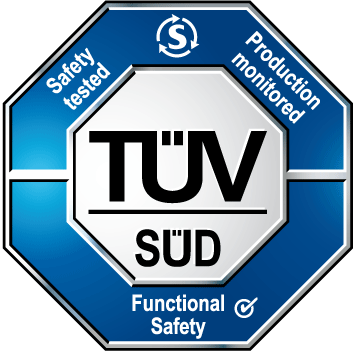 Safety
tested
S
Production
monitored
TÜV
SÜD
Functional
Safety